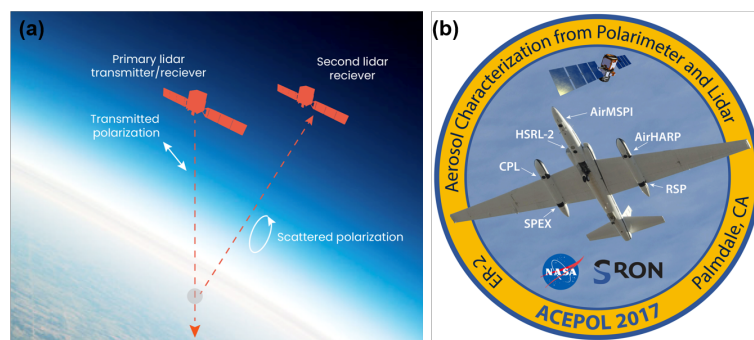 (a)
Primary lidar
transmitter/reciever
Second lidar
reciever
Transmitted
polarization
Scattered polarization
(b)
Aerosol Characterization from Polarimeter and Lidar
AirMSPI
HSRL-2
AirHARP
CPL
RSP
SPEX
NASA
SRON
ER-2
Palmdale, CA
ACEPOL 2017